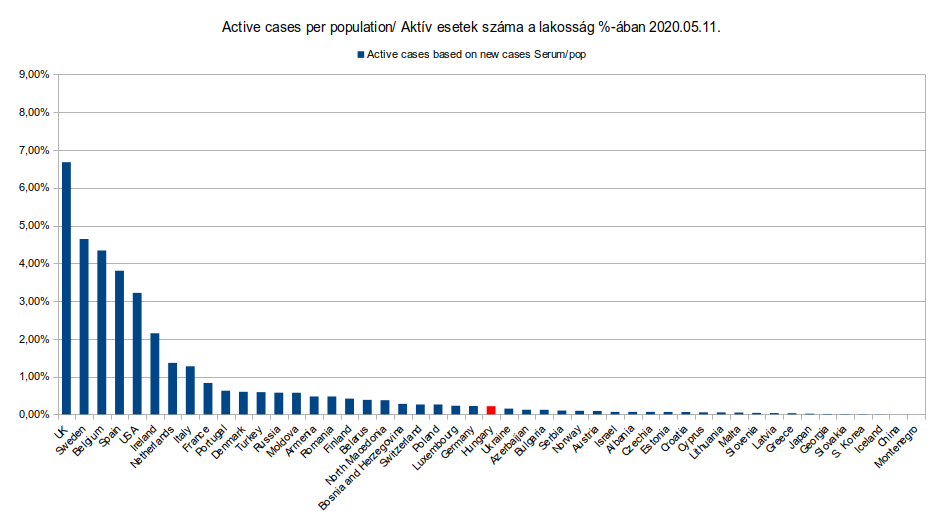 Active cases per population/ Aktív esetek száma a lakosság %-ában 2020.05.11.
Active cases based on new cases Serum/pop
9,00%
8,00%
7,00%
6,00%
5,00%
4,00%
3,00%
2,00%
1,00%
0,00%
UK
Sweden
Belgium
Spain
USA
Ireland
Netherlands
Italy
France
Portugal
Denmark
Turkey
Russia
Moldova
Armenia
Romania
Finland
Belarus
North Macedonia
Bosnia and Herzegovina
Switzerland
Poland
Luxembourg
Germany
Hungary
Ukraine
Azerbaijan
Bulgaria
Serbia
Norway
Austria
Israel
Albania
Czechia
Estonia
Croatia
Cyprus
Lithuania
Malta
Slovenia
Latvia
Greece
Japan
Georgia
Slovakia
S. Korea
Iceland
China
Montenegro